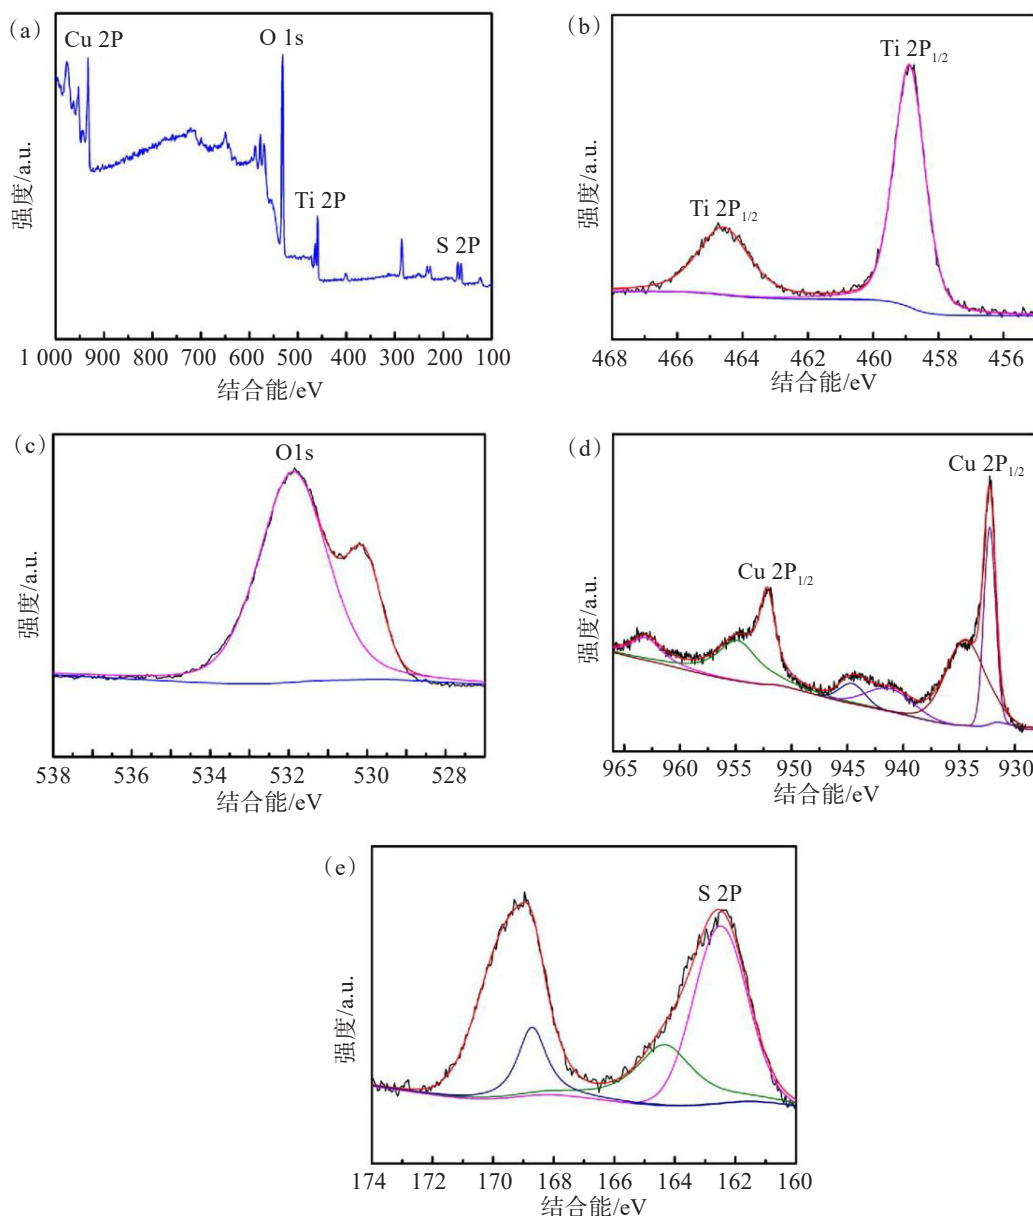 (a)
Cu 2P
O 1s
Ti 2P
S 2P
强度/a.u.
1 000 900 800 700 600 500 400 300 200 100
结合能/eV
(b)
Ti 2P1/2
Ti 2P1/2
强度/a.u.
468 466 464 462 460 458 456
结合能/eV
(c)
O1s
强度/a.u.
538 536 534 532 530 528
结合能/eV
(d)
Cu 2P1/2
Cu 2P1/2
强度/a.u.
965 960 955 950 945 940 935 930
结合能/eV
(e)
S 2P
强度/a.u.
174 172 170 168 166 164 162 160
结合能/eV